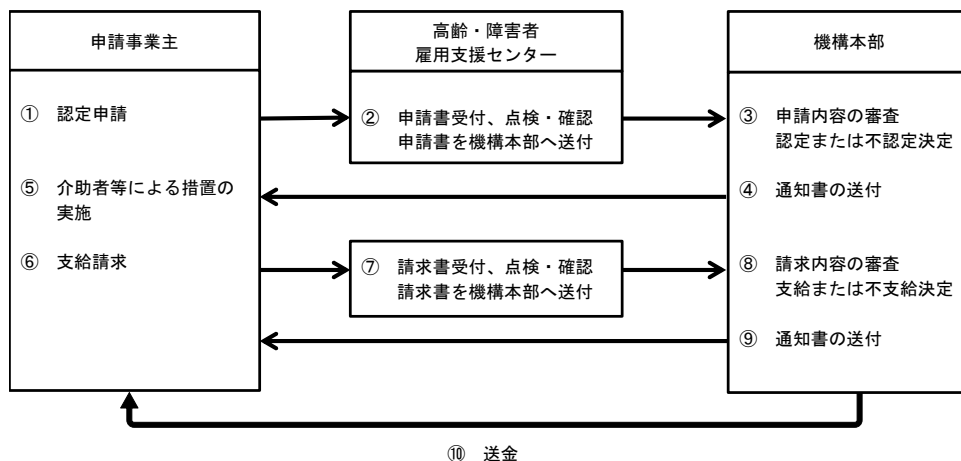 申請事業主
高齢・障害者
雇用支援センター
機構本部
① 認定申請
② 申請書受付、点検・確認
申請書を機構本部へ送付
③ 申請内容の審査
認定または不認定決定
④ 通知書の送付
⑤ 介助者等による措置の
実施
⑥ 支給請求
⑦ 請求書受付、点検・確認
請求書を機構本部へ送付
⑧ 請求内容の審査
支給または不支給決定
⑨ 通知書の送付
⑩ 送金